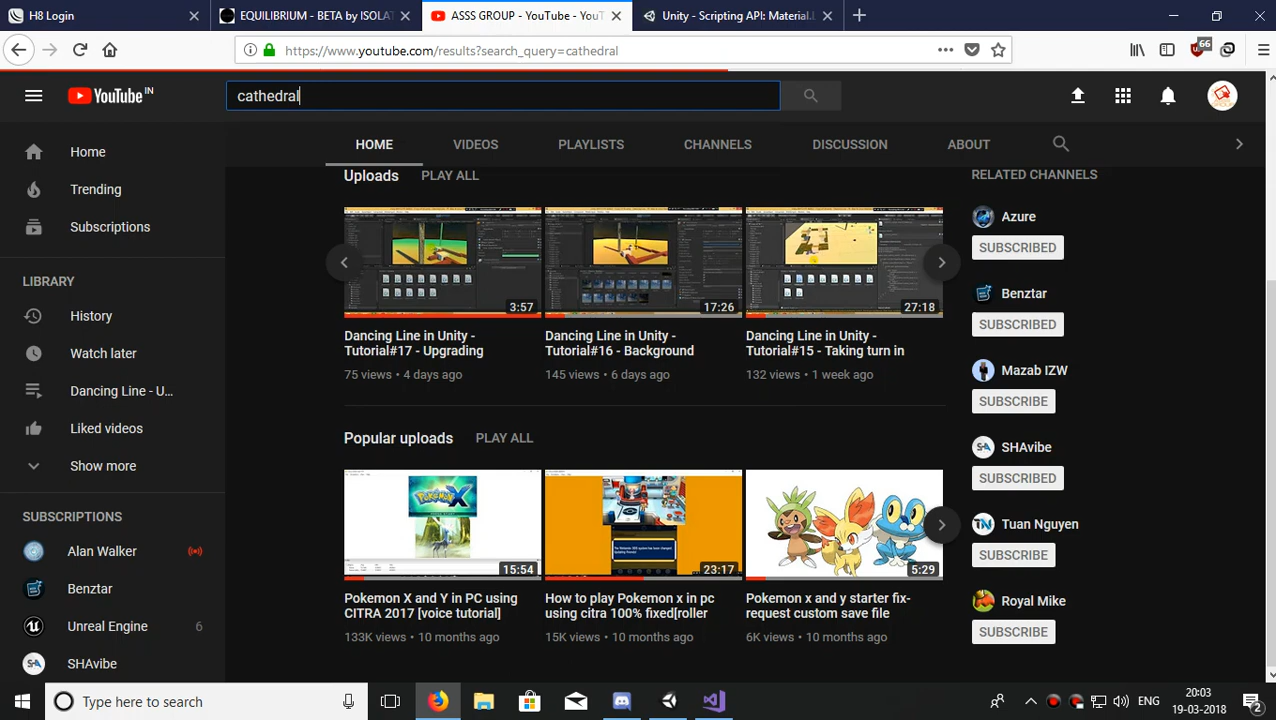 H8 Login
EQUILIBRIUM - BETA by ISOLAT
ASSS GROUP - YouTube - YouT
Unity - Scripting API: Material.
https://www.youtube.com/results?search_query=cathedral
66
YouTube IN
cathedral
HOME
VIDEOS
PLAYLISTS
CHANNELS
DISCUSSION
ABOUT
Home
Trending
Subscriptions
LIBRARY
History
Watch later
Dancing Line - U...
Liked videos
Show more
SUBSCRIPTIONS
Alan Walker
Benztar
Unreal Engine 6
SHAvibe
Uploads PLAY ALL
3:57
17:26
27:18
Dancing Line in Unity -
Tutorial#17 - Upgrading
75 views • 4 days ago
Dancing Line in Unity -
Tutorial#16 - Background
145 views • 6 days ago
Dancing Line in Unity -
Tutorial#15 - Taking turn in
132 views • 1 week ago
Popular uploads PLAY ALL
15:54
23:17
5:29
Pokemon X and Y in PC using
CITRA 2017 [voice tutorial]
133K views • 10 months ago
How to play Pokemon x in pc
using citra 100% fixed[roller
15K views • 10 months ago
Pokemon x and y starter fix-
request custom save file
6K views • 10 months ago
RELATED CHANNELS
Azure
SUBSCRIBED
Benztar
SUBSCRIBED
Mazab IZW
SUBSCRIBE
SHAvibe
SUBSCRIBED
Tuan Nguyen
SUBSCRIBE
Royal Mike
SUBSCRIBE
Type here to search
ENG
20:03
19-03-2018
2